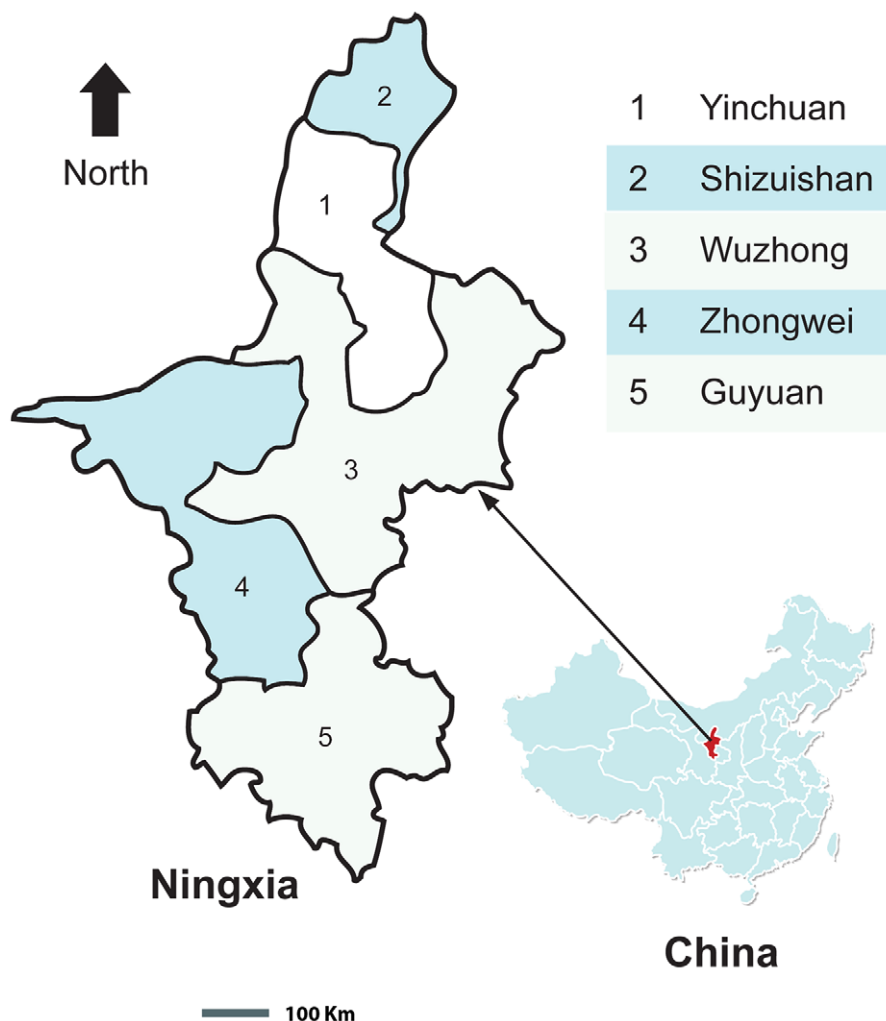 North
2
1
3
4
5
1 Yinchuan
2 Shizuishan
3 Wuzhong
4 Zhongwei
5 Guyuan
Ningxia
China
100 Km